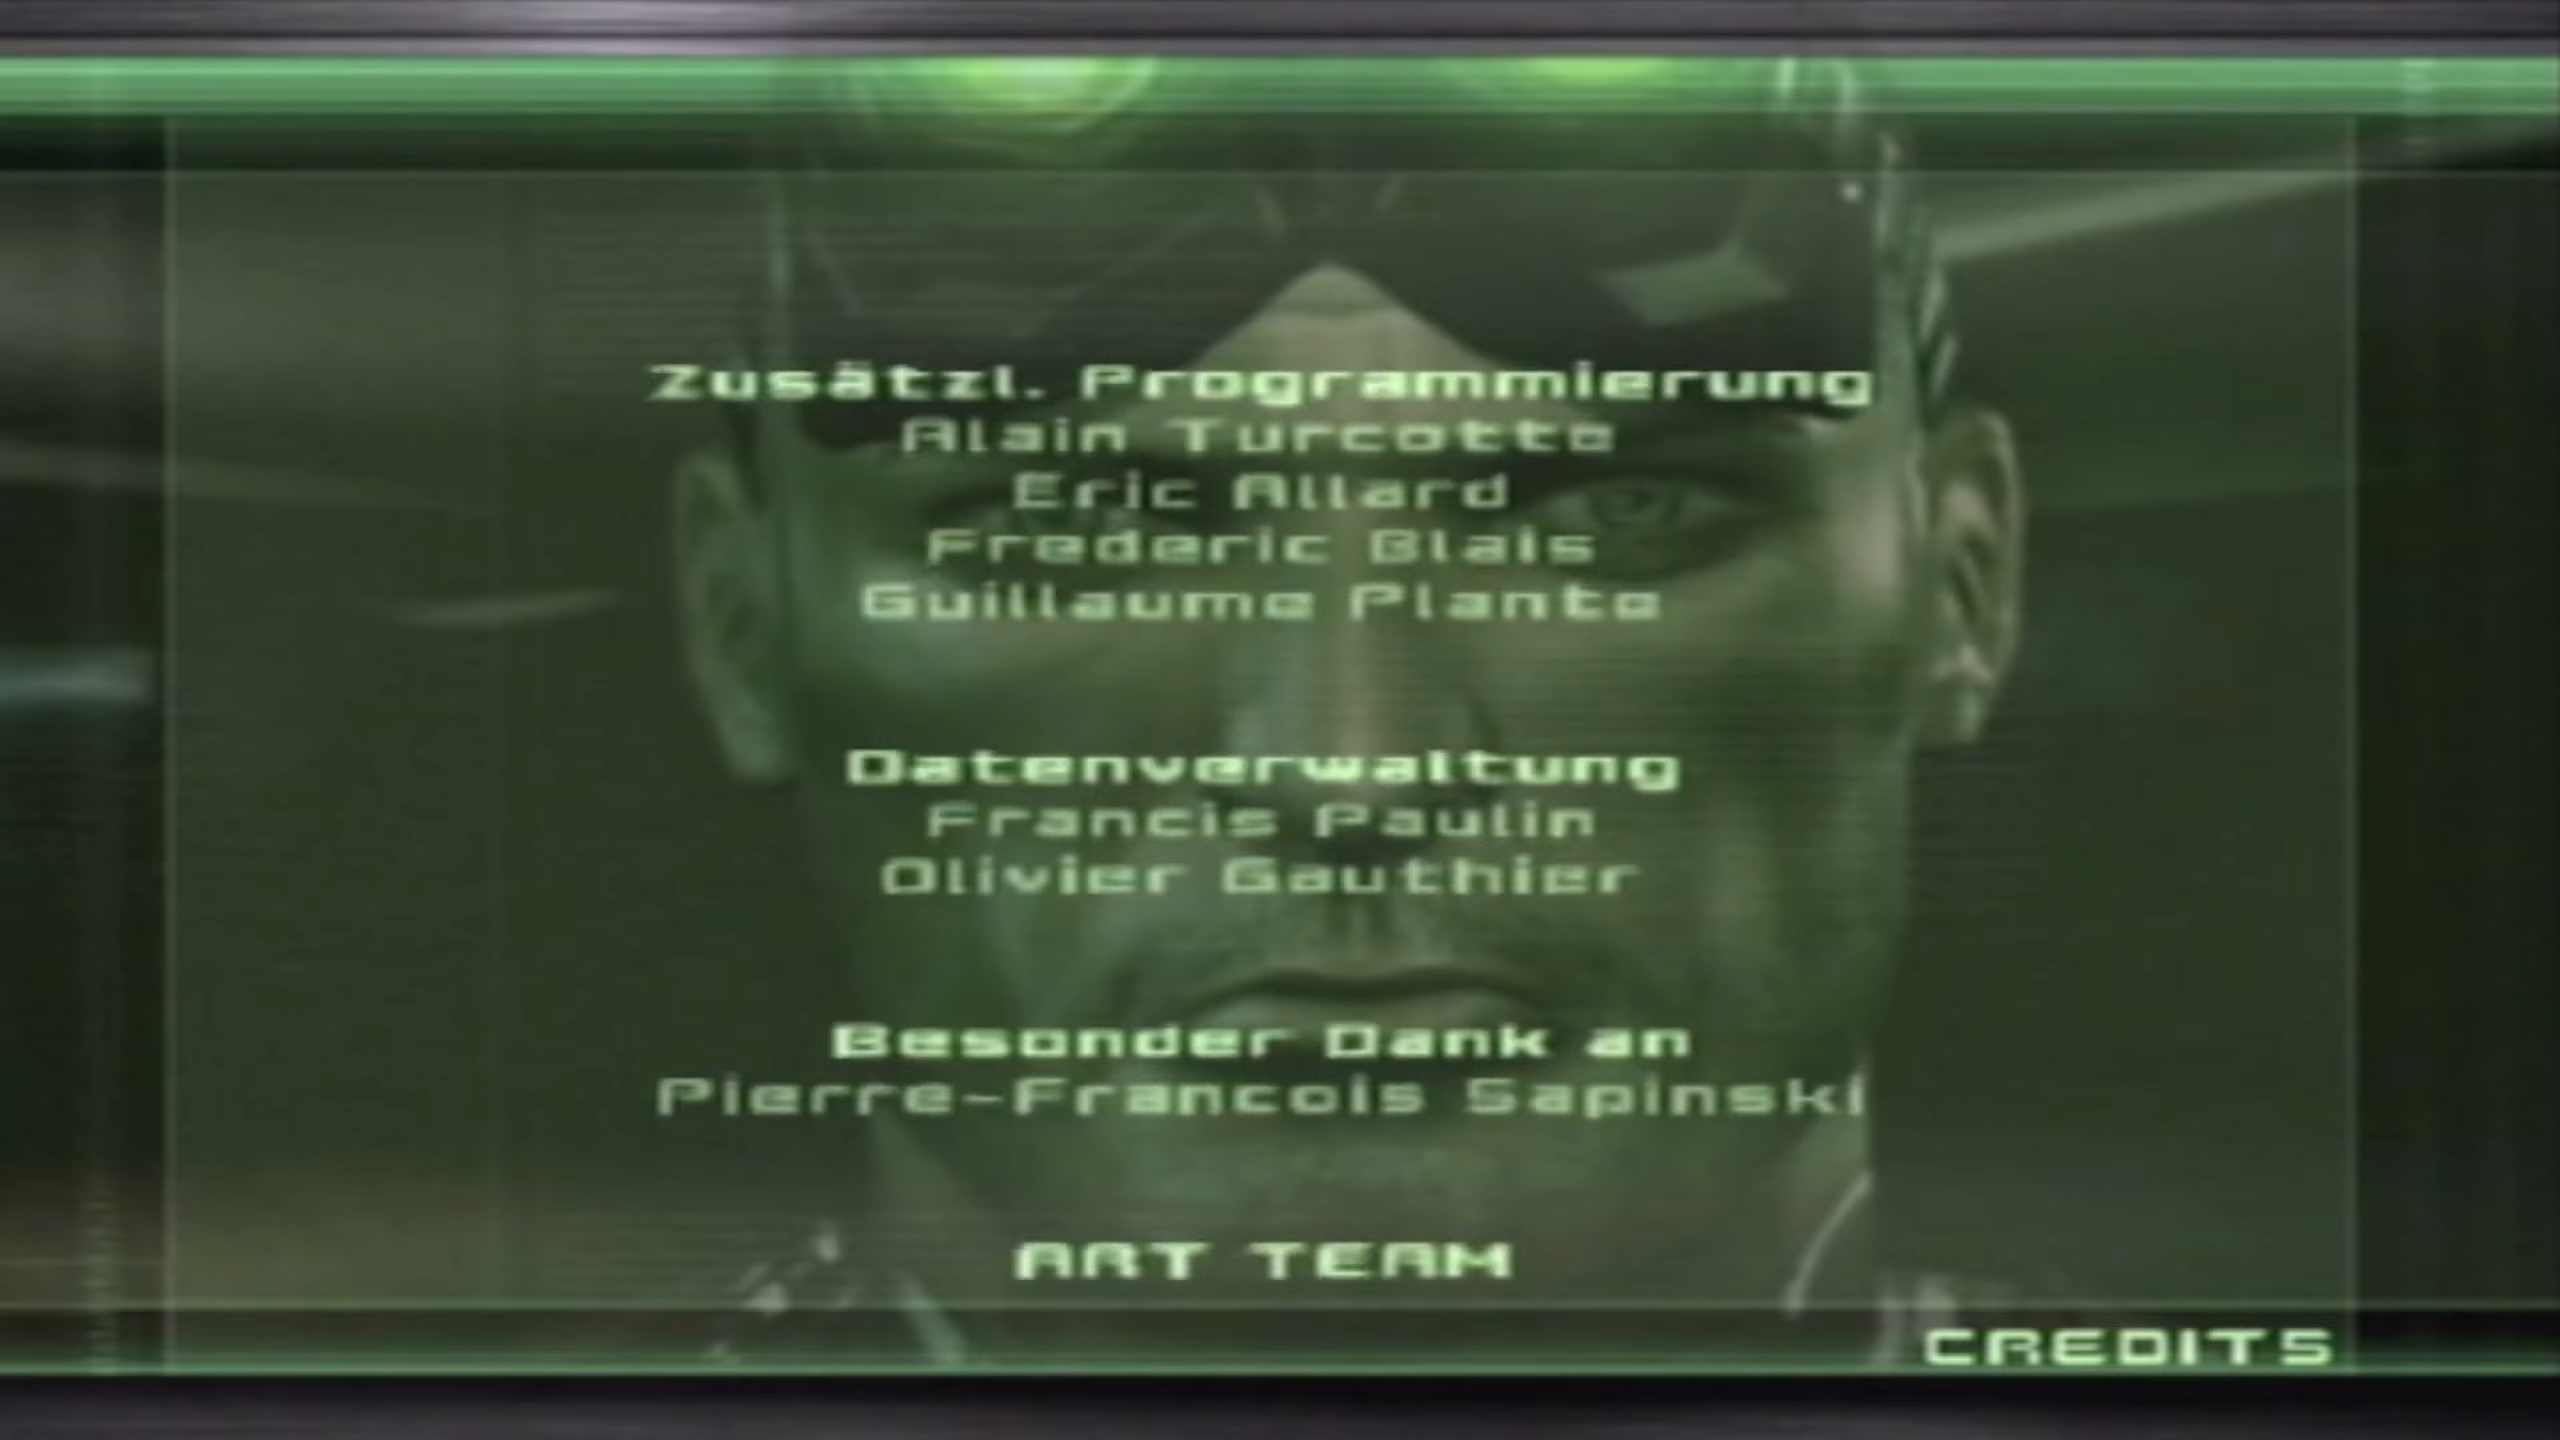 Zusätzl. Programmierung
Alain Turcotte
Eric Allard
Frederic Blais
Guillaume Plante
Datenverwaltung
Francis Paulin
Olivier Gauthier
Besonder Dank an
Pierre-Francois Sapinski
ART TEAM
CREDITS